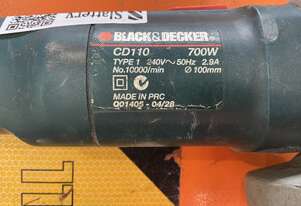 Slattery
BLACK&DECKER
CD110 700W
TYPE 1 240V~50Hz 2.9A
No.10000/min Ø 100mm
MADE IN PRC
001405 - 04/28